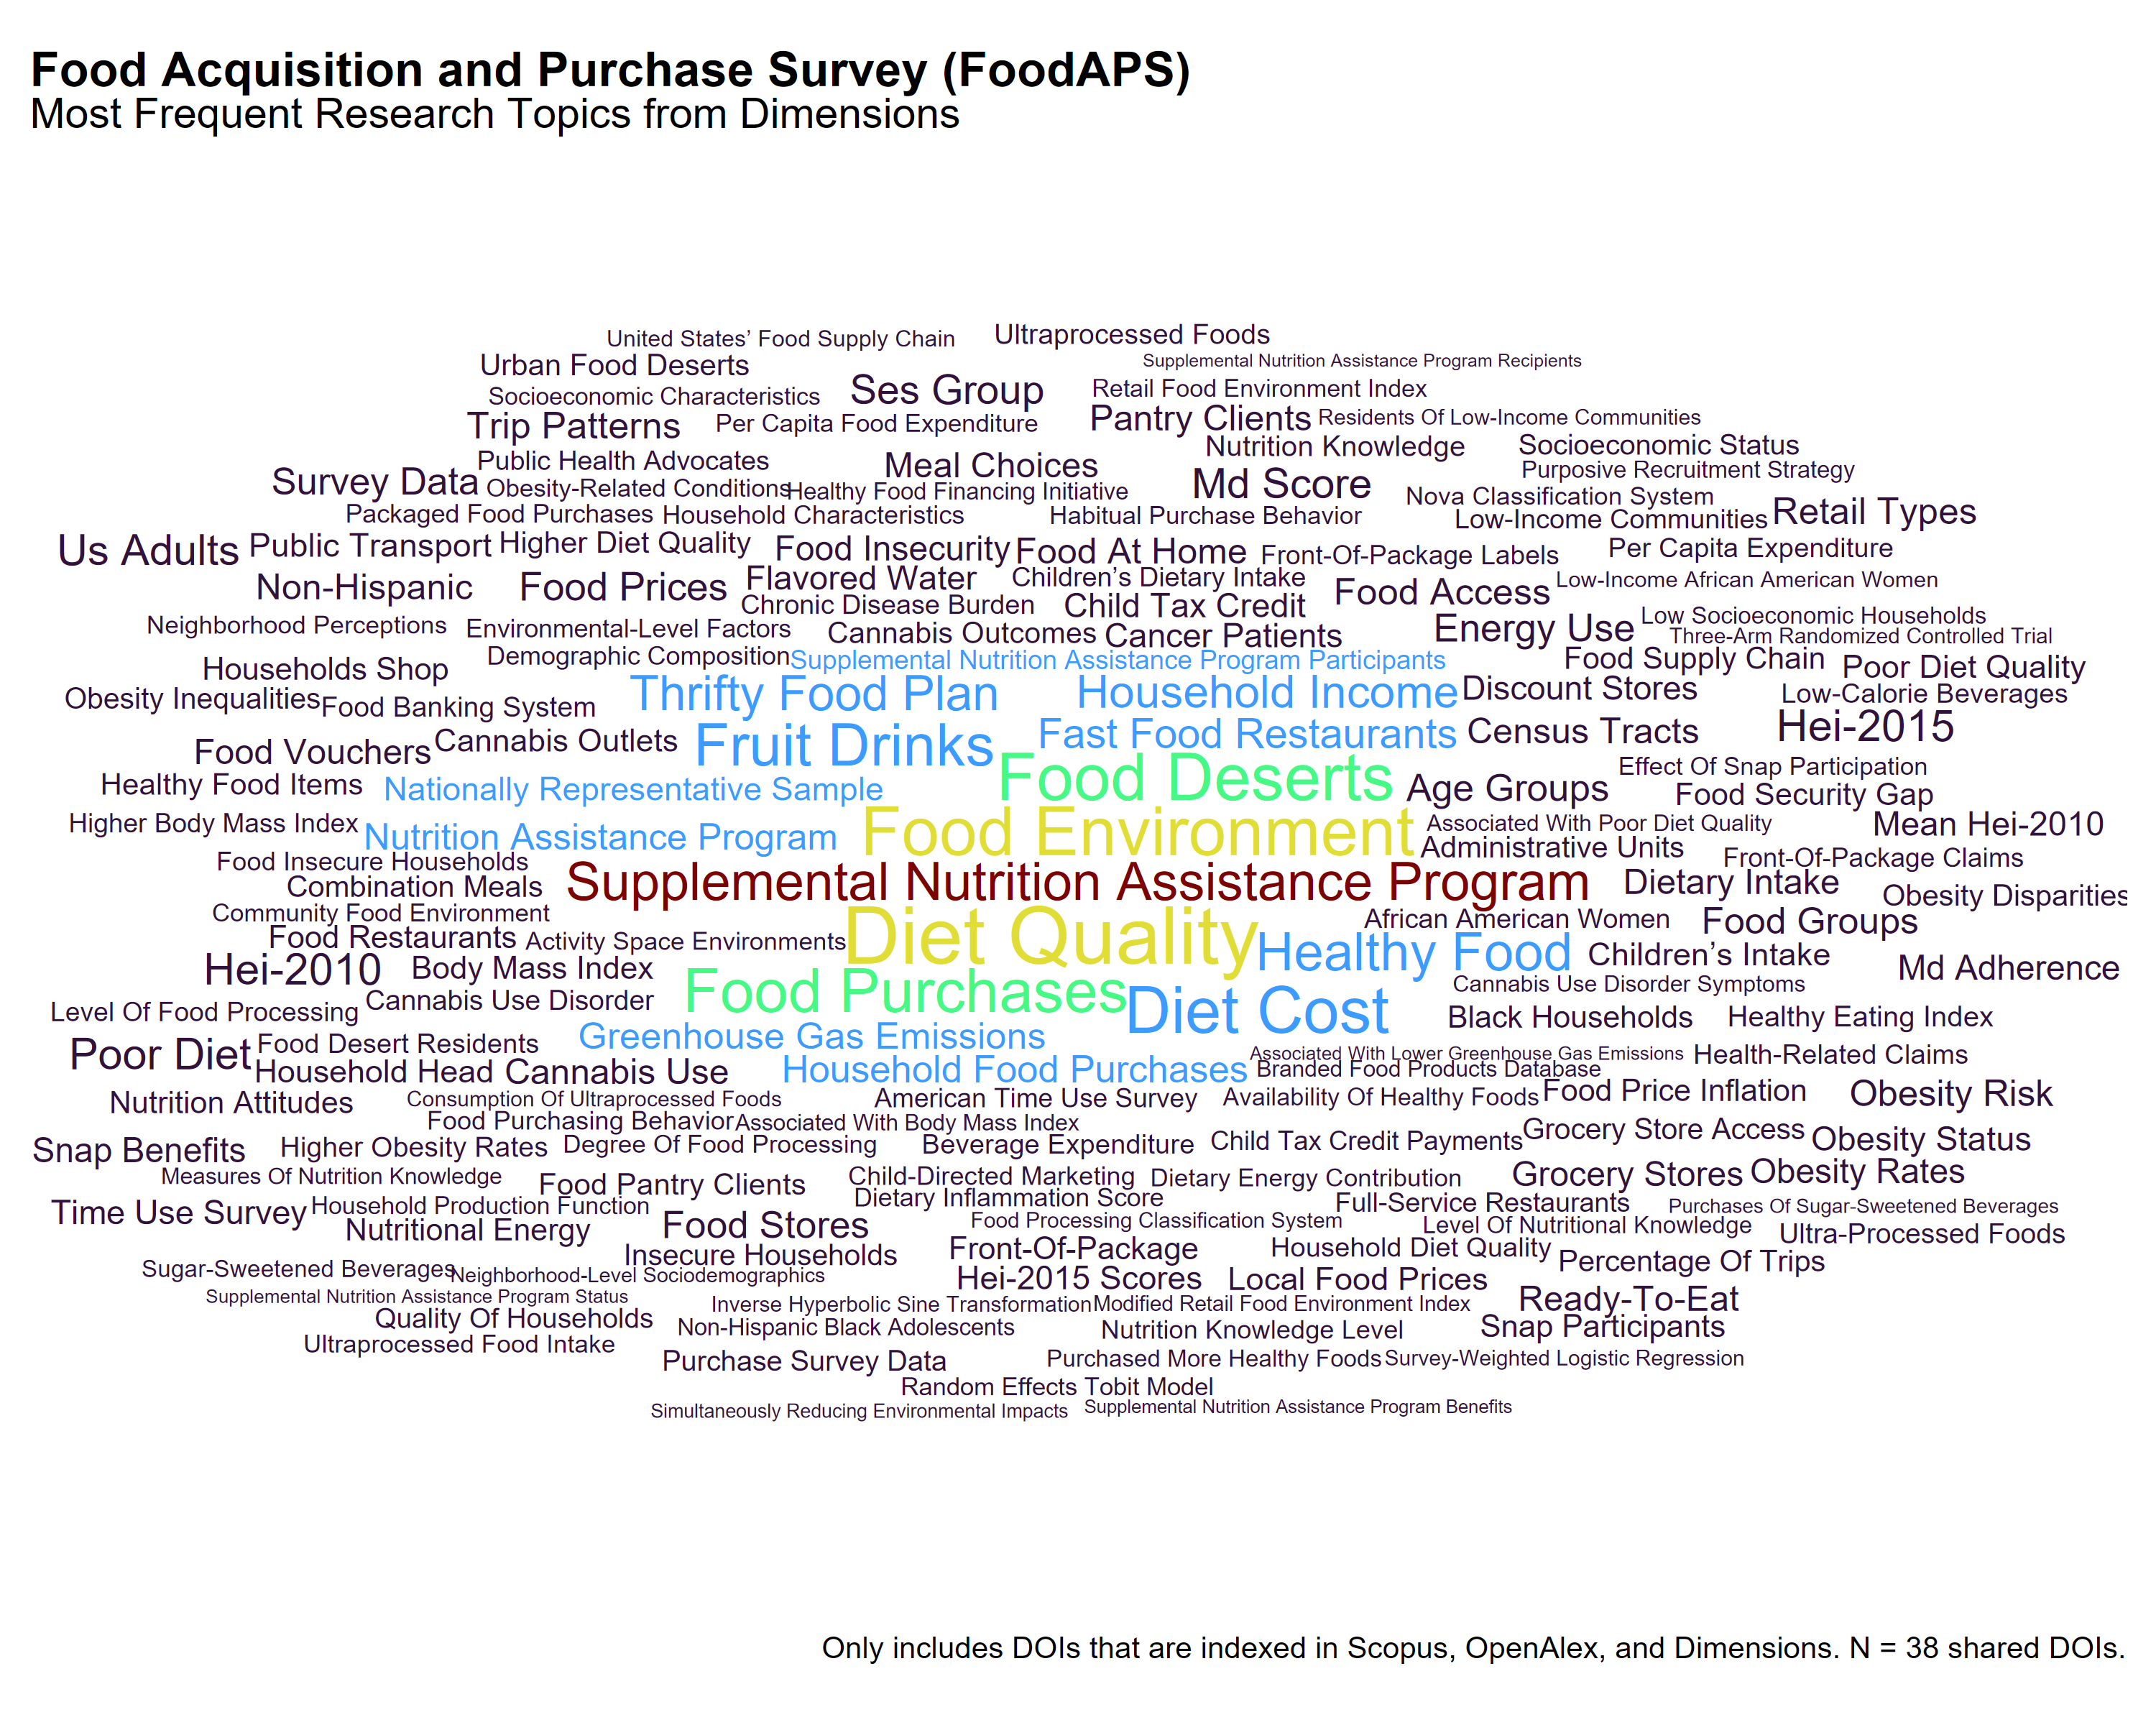 Food Acquisition and Purchase Survey (FoodAPS)
Most Frequent Research Topics from Dimensions
United States’ Food Supply Chain
Ultraprocessed Foods
Urban Food Deserts
Supplemental Nutrition Assistance Program Recipients
Socioeconomic Characteristics
Ses Group
Retail Food Environment Index
Trip Patterns
Per Capita Food Expenditure
Pantry Clients
Residents Of Low-Income Communities
Nutrition Knowledge
Socioeconomic Status
Public Health Advocates
Meal Choices
Purposive Recruitment Strategy
Survey Data
Obesity-Related Conditions
Healthy Food Financing Initiative
Md Score
Nova Classification System
Retail Types
Packaged Food Purchases
Household Characteristics
Habitual Purchase Behavior
Low-Income Communities
Us Adults
Public Transport
Higher Diet Quality
Food Insecurity
Food At Home
Front-Of-Package Labels
Per Capita Expenditure
Non-Hispanic
Food Prices
Flavored Water
Children’s Dietary Intake
Food Access
Low-Income African American Women
Chronic Disease Burden
Child Tax Credit
Neighborhood Perceptions
Environmental-Level Factors
Cannabis Outcomes
Cancer Patients
Energy Use
Low Socioeconomic Households
Three-Arm Randomized Controlled Trial
Households Shop
Demographic Composition
Supplemental Nutrition Assistance Program Participants
Food Supply Chain
Poor Diet Quality
Obesity Inequalities
Food Banking System
Thrifty Food Plan
Household Income
Discount Stores
Low-Calorie Beverages
Food Vouchers
Cannabis Outlets
Fruit Drinks
Fast Food Restaurants
Census Tracts
Hei-2015
Healthy Food Items
Nationally Representative Sample
Food Deserts
Age Groups
Effect Of Snap Participation
Food Security Gap
Higher Body Mass Index
Nutrition Assistance Program
Food Environment
Associated With Poor Diet Quality
Mean Hei-2010
Administrative Units
Front-Of-Package Claims
Food Insecure Households
Combination Meals
Supplemental Nutrition Assistance Program
Dietary Intake
Obesity Disparities
Community Food Environment
African American Women
Food Groups
Food Restaurants
Activity Space Environments
Diet Quality
Healthy Food
Children’s Intake
Hei-2010
Body Mass Index
Md Adherence
Cannabis Use Disorder Symptoms
Level Of Food Processing
Cannabis Use Disorder
Food Purchases
Diet Cost
Black Households
Healthy Eating Index
Poor Diet
Food Desert Residents
Greenhouse Gas Emissions
Associated With Lower Greenhouse Gas Emissions
Health-Related Claims
Household Head
Cannabis Use
Household Food Purchases
Branded Food Products Database
Nutrition Attitudes
Consumption Of Ultraprocessed Foods
American Time Use Survey
Availability Of Healthy Foods
Food Price Inflation
Obesity Risk
Food Purchasing Behavior
Associated With Body Mass Index
Snap Benefits
Higher Obesity Rates
Degree Of Food Processing
Beverage Expenditure
Child Tax Credit Payments
Grocery Store Access
Obesity Status
Measures Of Nutrition Knowledge
Food Pantry Clients
Child-Directed Marketing
Dietary Energy Contribution
Grocery Stores
Obesity Rates
Time Use Survey
Household Production Function
Dietary Inflammation Score
Full-Service Restaurants
Purchases Of Sugar-Sweetened Beverages
Nutritional Energy
Food Stores
Food Processing Classification System
Level Of Nutritional Knowledge
Ultra-Processed Foods
Insecure Households
Front-Of-Package
Household Diet Quality
Percentage Of Trips
Sugar-Sweetened Beverages
Neighborhood-Level Sociodemographics
Hei-2015 Scores
Local Food Prices
Supplemental Nutrition Assistance Program Status
Inverse Hyperbolic Sine Transformation
Modified Retail Food Environment Index
Ready-To-Eat
Quality Of Households
Non-Hispanic Black Adolescents
Nutrition Knowledge Level
Snap Participants
Ultraprocessed Food Intake
Purchase Survey Data
Purchased More Healthy Foods
Survey-Weighted Logistic Regression
Random Effects Tobit Model
Simultaneously Reducing Environmental Impacts
Supplemental Nutrition Assistance Program Benefits
Only includes DOIs that are indexed in Scopus, OpenAlex, and Dimensions. N = 38 shared DOIs.